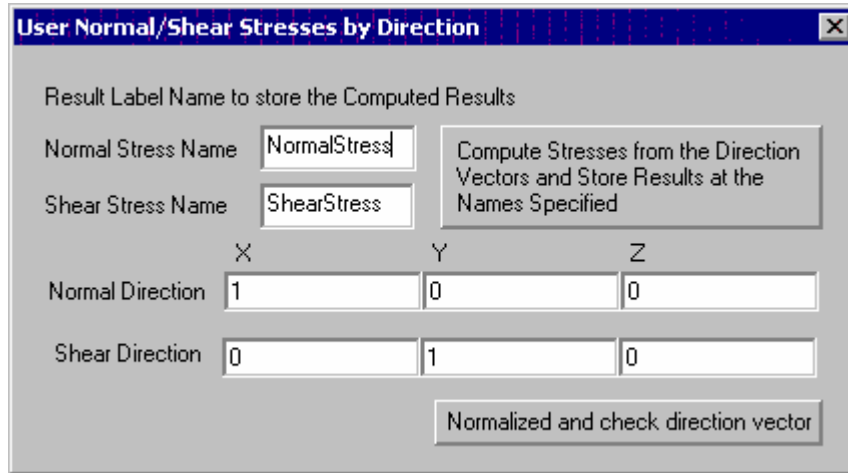 User Normal/Shear Stresses by Direction
Result Label Name to store the Computed Results
Normal Stress Name NormalStress
Shear Stress Name ShearStress
Compute Stresses from the Direction
Vectors and Store Results at the
Names Specified
X Y Z
Normal Direction 1 0 0
Shear Direction 0 1 0
Normalized and check direction vector